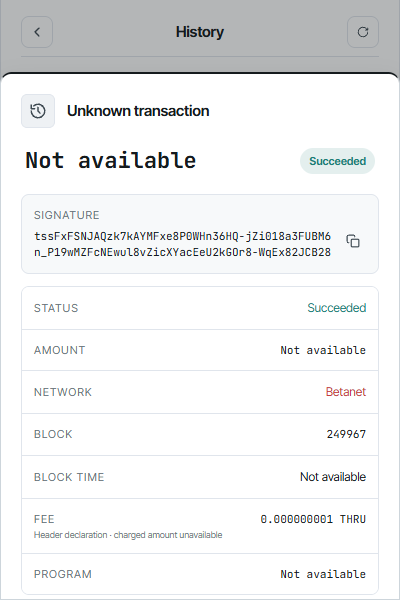 History
Unknown transaction
Not available
Succeeded
SIGNATURE
tssFxFSNJAQzk7kAYMFxe8P0WHn36HQ-jZi018a3FUBM6
n_P19wMZFcNEwul8vZicXYacEeU2kGOr8-WqEx82JCB28
STATUS Succeeded
AMOUNT Not available
NETWORK Betanet
BLOCK 249967
BLOCK TIME Not available
FEE 0.000000001 THRU
Header declaration · charged amount unavailable
PROGRAM Not available